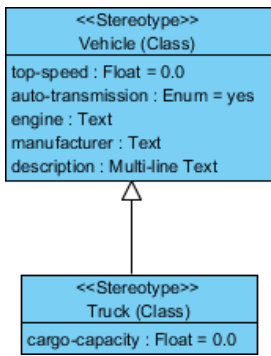 <<Stereotype>>
Vehicle (Class)
top-speed : Float = 0.0
auto-transmission : Enum = yes
engine : Text
manufacturer : Text
description : Multi-line Text
<<Stereotype>>
Truck (Class)
cargo-capacity : Float = 0.0